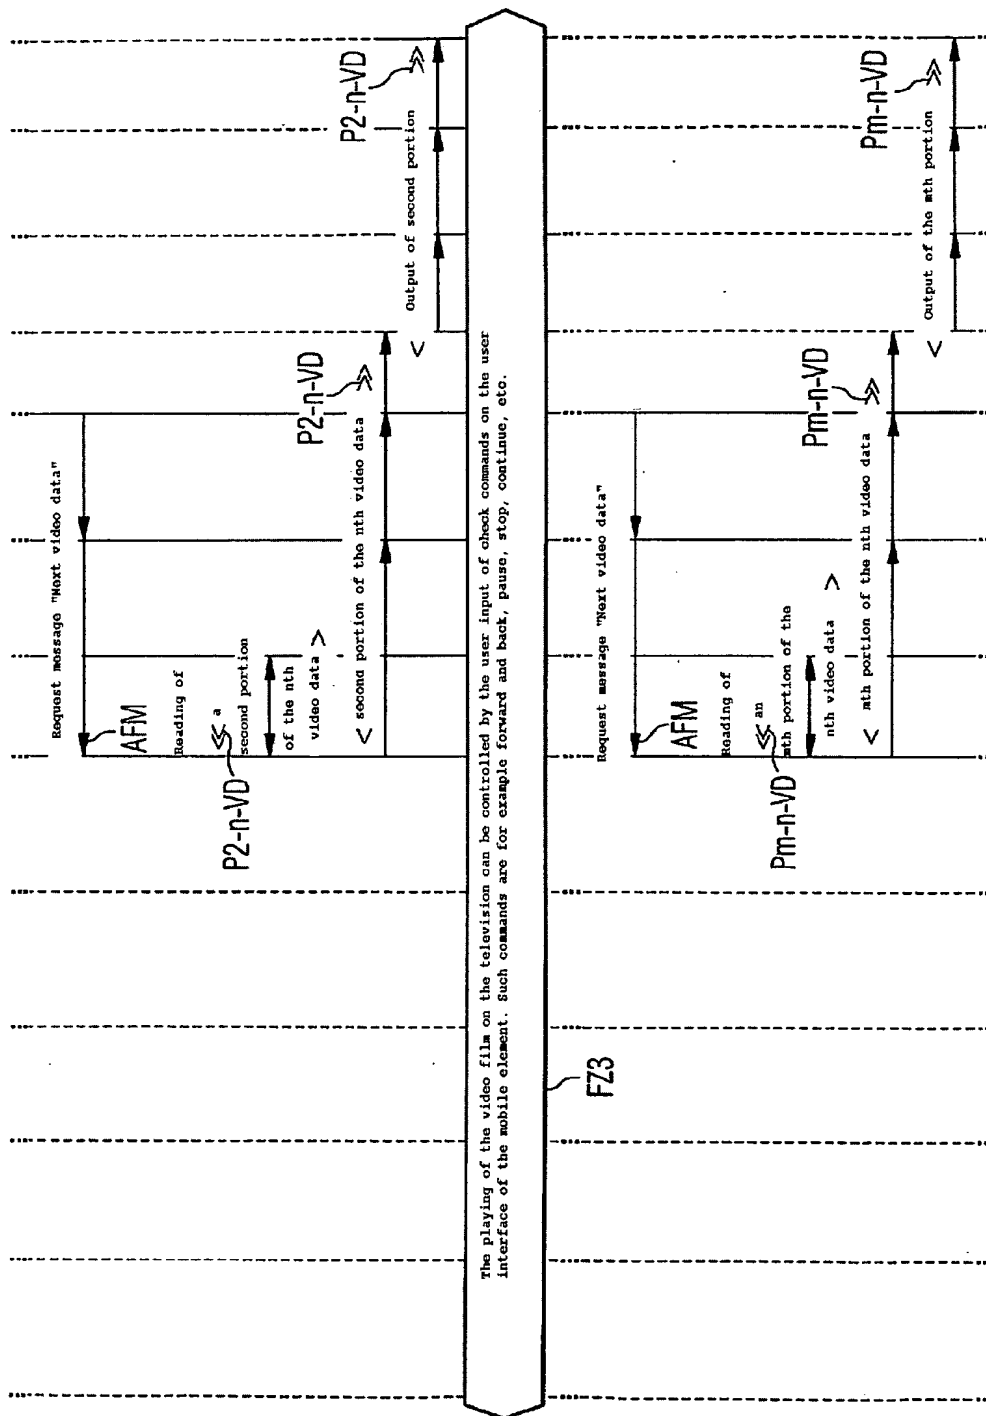 Request message "Next video data"
AFM
Reading of
<< a
P2-n-VD
second portion
of the nth
video data >
P2-n-VD
< second portion of the nth video data >>
P2-n-VD
< Output of second portion >>
The playing of the video film on the television can be controlled by the user input of check commands on the user
interface of the mobile element. Such commands are for example forward and back, pause, stop, continue, etc.
FZ3
Request message "Next video data"
AFM
Reading of
<< an
Pm-n-VD
mth portion of the
nth video data >
Pm-n-VD
< mth portion of the nth video data >>
Pm-n-VD
< Output of the mth portion >>